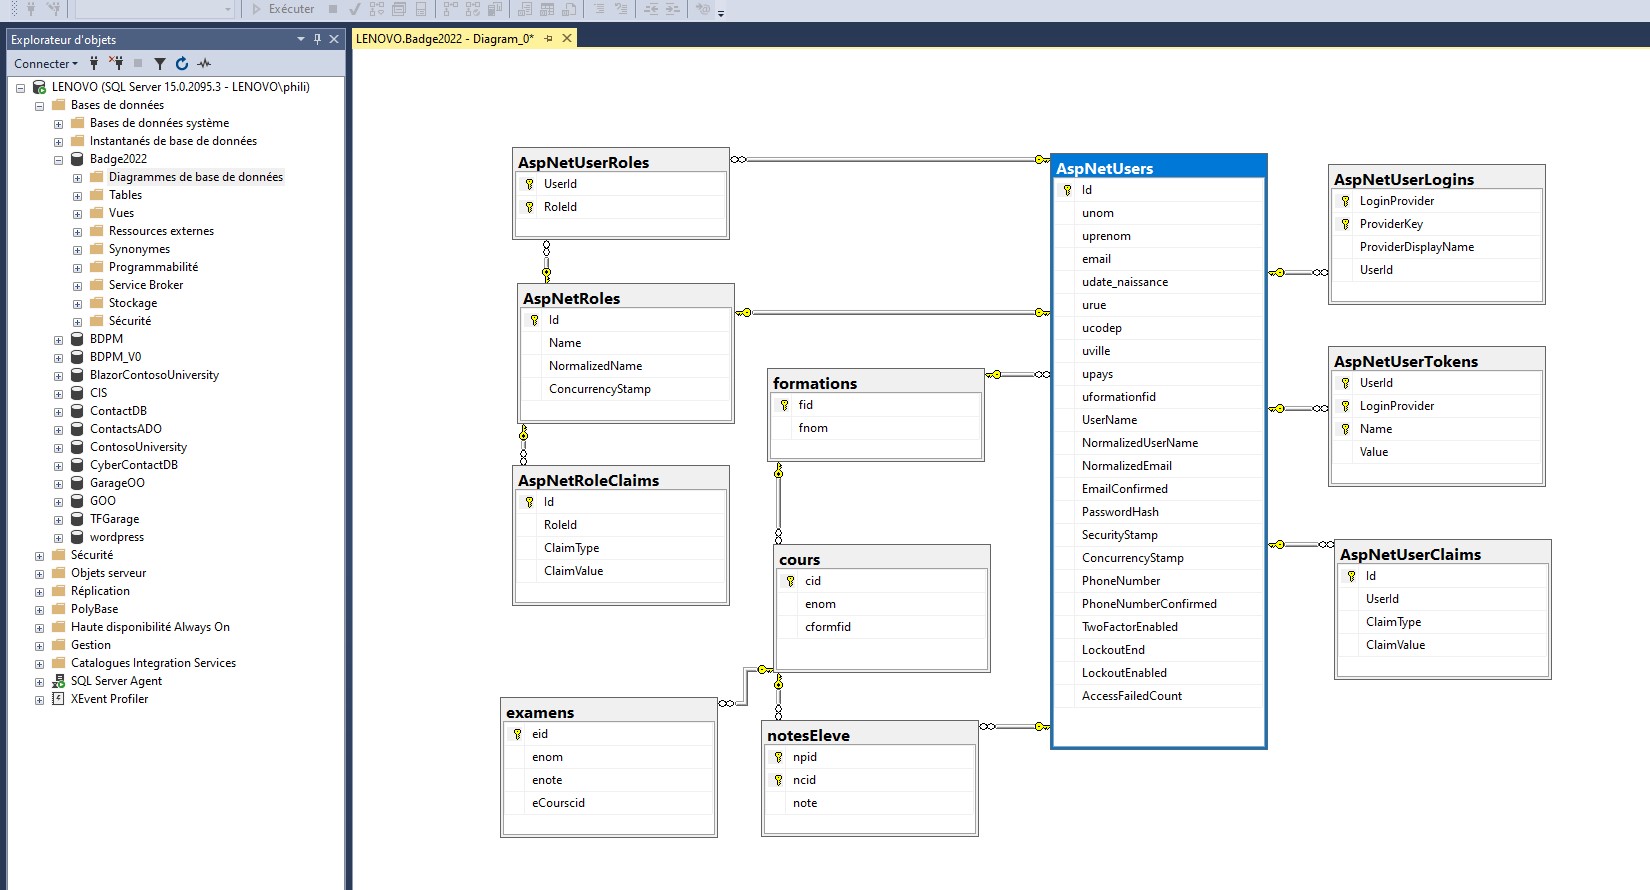 Exécuter
Explorateur d'objets
Connecter
LENOVO (SQL Server 15.0.2095.3 - LENOVO\phili)
Bases de données
Bases de données système
Instantanés de base de données
Badge2022
Diagrammes de base de données
Tables
Vues
Ressources externes
Synonymes
Programmabilité
Service Broker
Stockage
Sécurité
BDPM
BDPM_V0
BlazorContosoUniversity
CIS
ContactDB
ContactsADO
ContosoUniversity
CyberContactDB
GarageOO
GOO
TFGarage
wordpress
Sécurité
Objets serveur
Réplication
PolyBase
Haute disponibilité Always On
Gestion
Catalogues Integration Services
SQL Server Agent
XEvent Profiler
LENOVO.Badge2022 - Diagram_0*
AspNetUserRoles
UserId
RoleId
AspNetRoles
Id
Name
NormalizedName
ConcurrencyStamp
AspNetRoleClaims
Id
RoleId
ClaimType
ClaimValue
formations
fid
fnom
cours
cid
enom
cformfid
examens
eid
enom
enote
eCourscid
notesEleve
npid
ncid
note
AspNetUsers
Id
unom
uprenom
email
udate_naissance
urue
ucodep
uville
upays
uformationfid
UserName
NormalizedUserName
NormalizedEmail
EmailConfirmed
PasswordHash
SecurityStamp
ConcurrencyStamp
PhoneNumber
PhoneNumberConfirmed
TwoFactorEnabled
LockoutEnd
LockoutEnabled
AccessFailedCount
AspNetUserLogins
LoginProvider
ProviderKey
ProviderDisplayName
UserId
AspNetUserTokens
UserId
LoginProvider
Name
Value
AspNetUserClaims
Id
UserId
ClaimType
ClaimValue